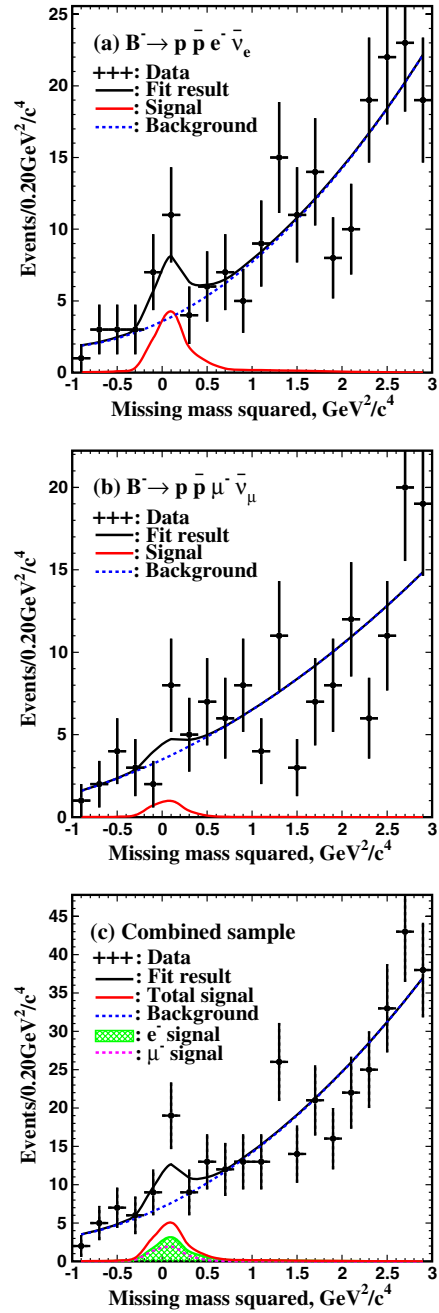 (a) B⁻ → p p̄ e⁻ ν̄ₑ
+++: Data
: Fit result
: Signal
: Background
Events/0.20GeV²/c⁴
25
20
15
10
5
0
-1 -0.5 0 0.5 1 1.5 2 2.5 3
Missing mass squared, GeV²/c⁴
(b) B⁻ → p p̄ μ⁻ ν̄_μ
+++: Data
: Fit result
: Signal
: Background
Events/0.20GeV²/c⁴
20
15
10
5
0
-1 -0.5 0 0.5 1 1.5 2 2.5 3
Missing mass squared, GeV²/c⁴
(c) Combined sample
+++: Data
: Fit result
: Total signal
: Background
: e⁻ signal
: μ⁻ signal
Events/0.20GeV²/c⁴
45
40
35
30
25
20
15
10
5
0
-1 -0.5 0 0.5 1 1.5 2 2.5 3
Missing mass squared, GeV²/c⁴